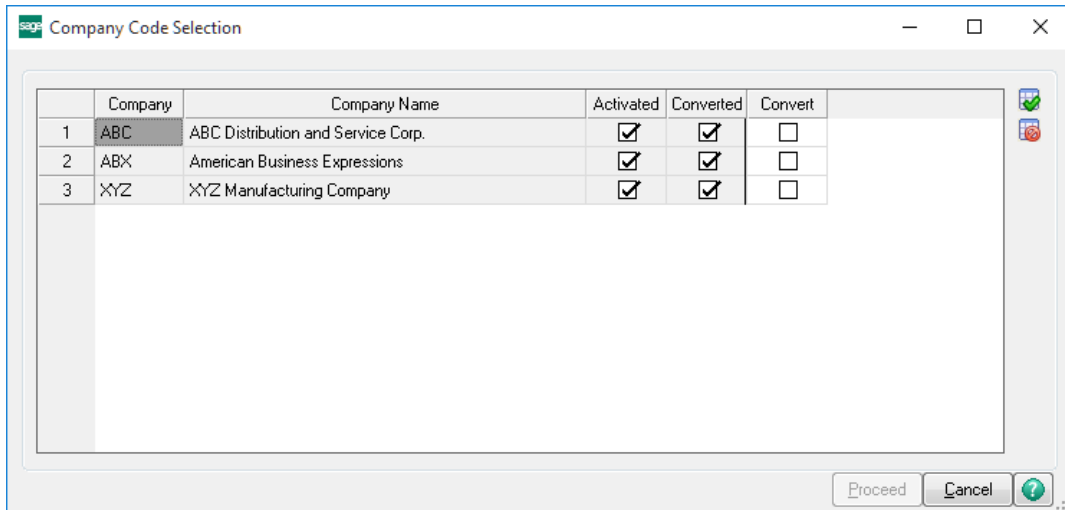 sage Company Code Selection
Company Company Name Activated Converted Convert
1 ABC ABC Distribution and Service Corp.
2 ABX American Business Expressions
3 XYZ XYZ Manufacturing Company
Proceed Cancel ?